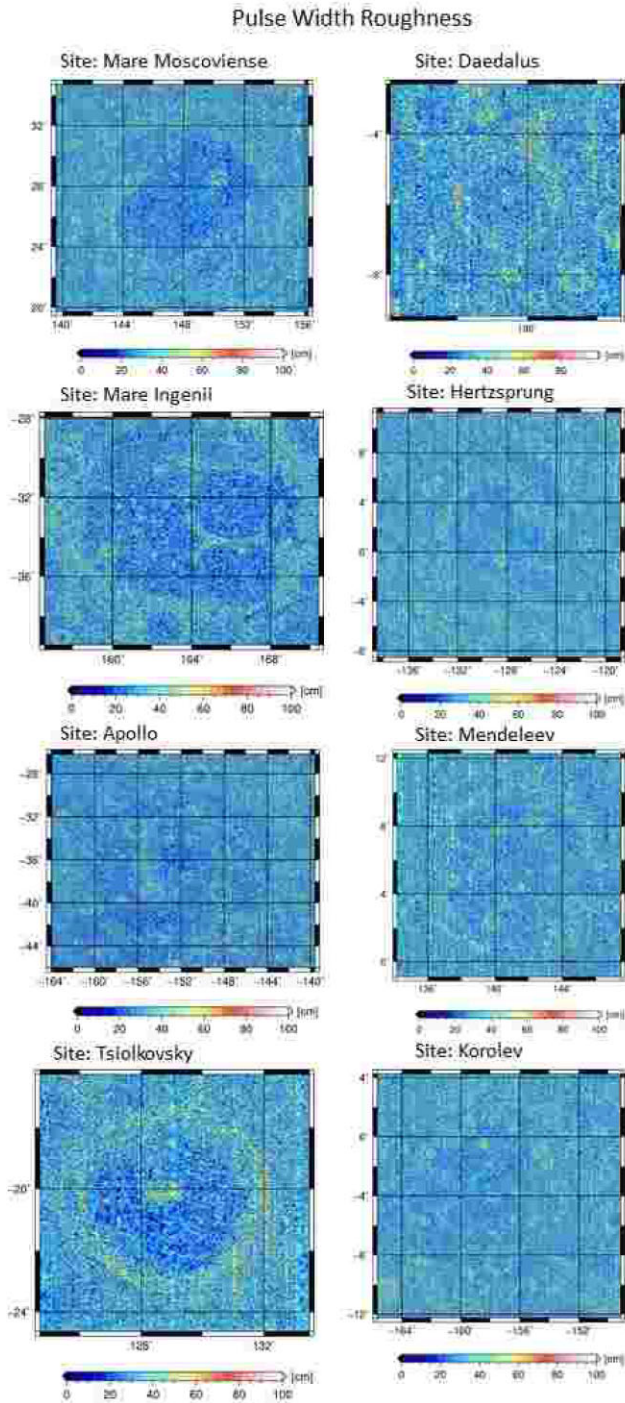 Pulse Width Roughness
Site: Mare Moscoviense
32˚
28˚
24˚
20˚
140˚ 144˚ 148˚ 152˚ 156˚
0 20 40 60 80 100 [cm]
Site: Daedalus
-4˚
-8˚
180˚
0 20 40 60 80 [cm]
Site: Mare Ingenii
-28˚
-32˚
-36˚
160˚ 164˚ 168˚
0 20 40 60 80 100 [cm]
Site: Hertzsprung
8˚
4˚
0˚
-4˚
-8˚
-136˚ -132˚ -128˚ -124˚ -120˚
0 20 40 60 80 100 [cm]
Site: Apollo
-28˚
-32˚
-36˚
-40˚
-44˚
-164˚ -160˚ -156˚ -152˚ -148˚ -144˚ -140˚
0 20 40 60 80 100 [cm]
Site: Mendeleev
12˚
8˚
4˚
0˚
136˚ 140˚ 144˚
0 20 40 60 80 100 [cm]
Site: Tsiolkovsky
-20˚
-24˚
128˚ 132˚
0 20 40 60 80 100 [cm]
Site: Korolev
4˚
0˚
-4˚
-8˚
-12˚
-164˚ -160˚ -156˚ -152˚
0 20 40 60 80 100 [cm]